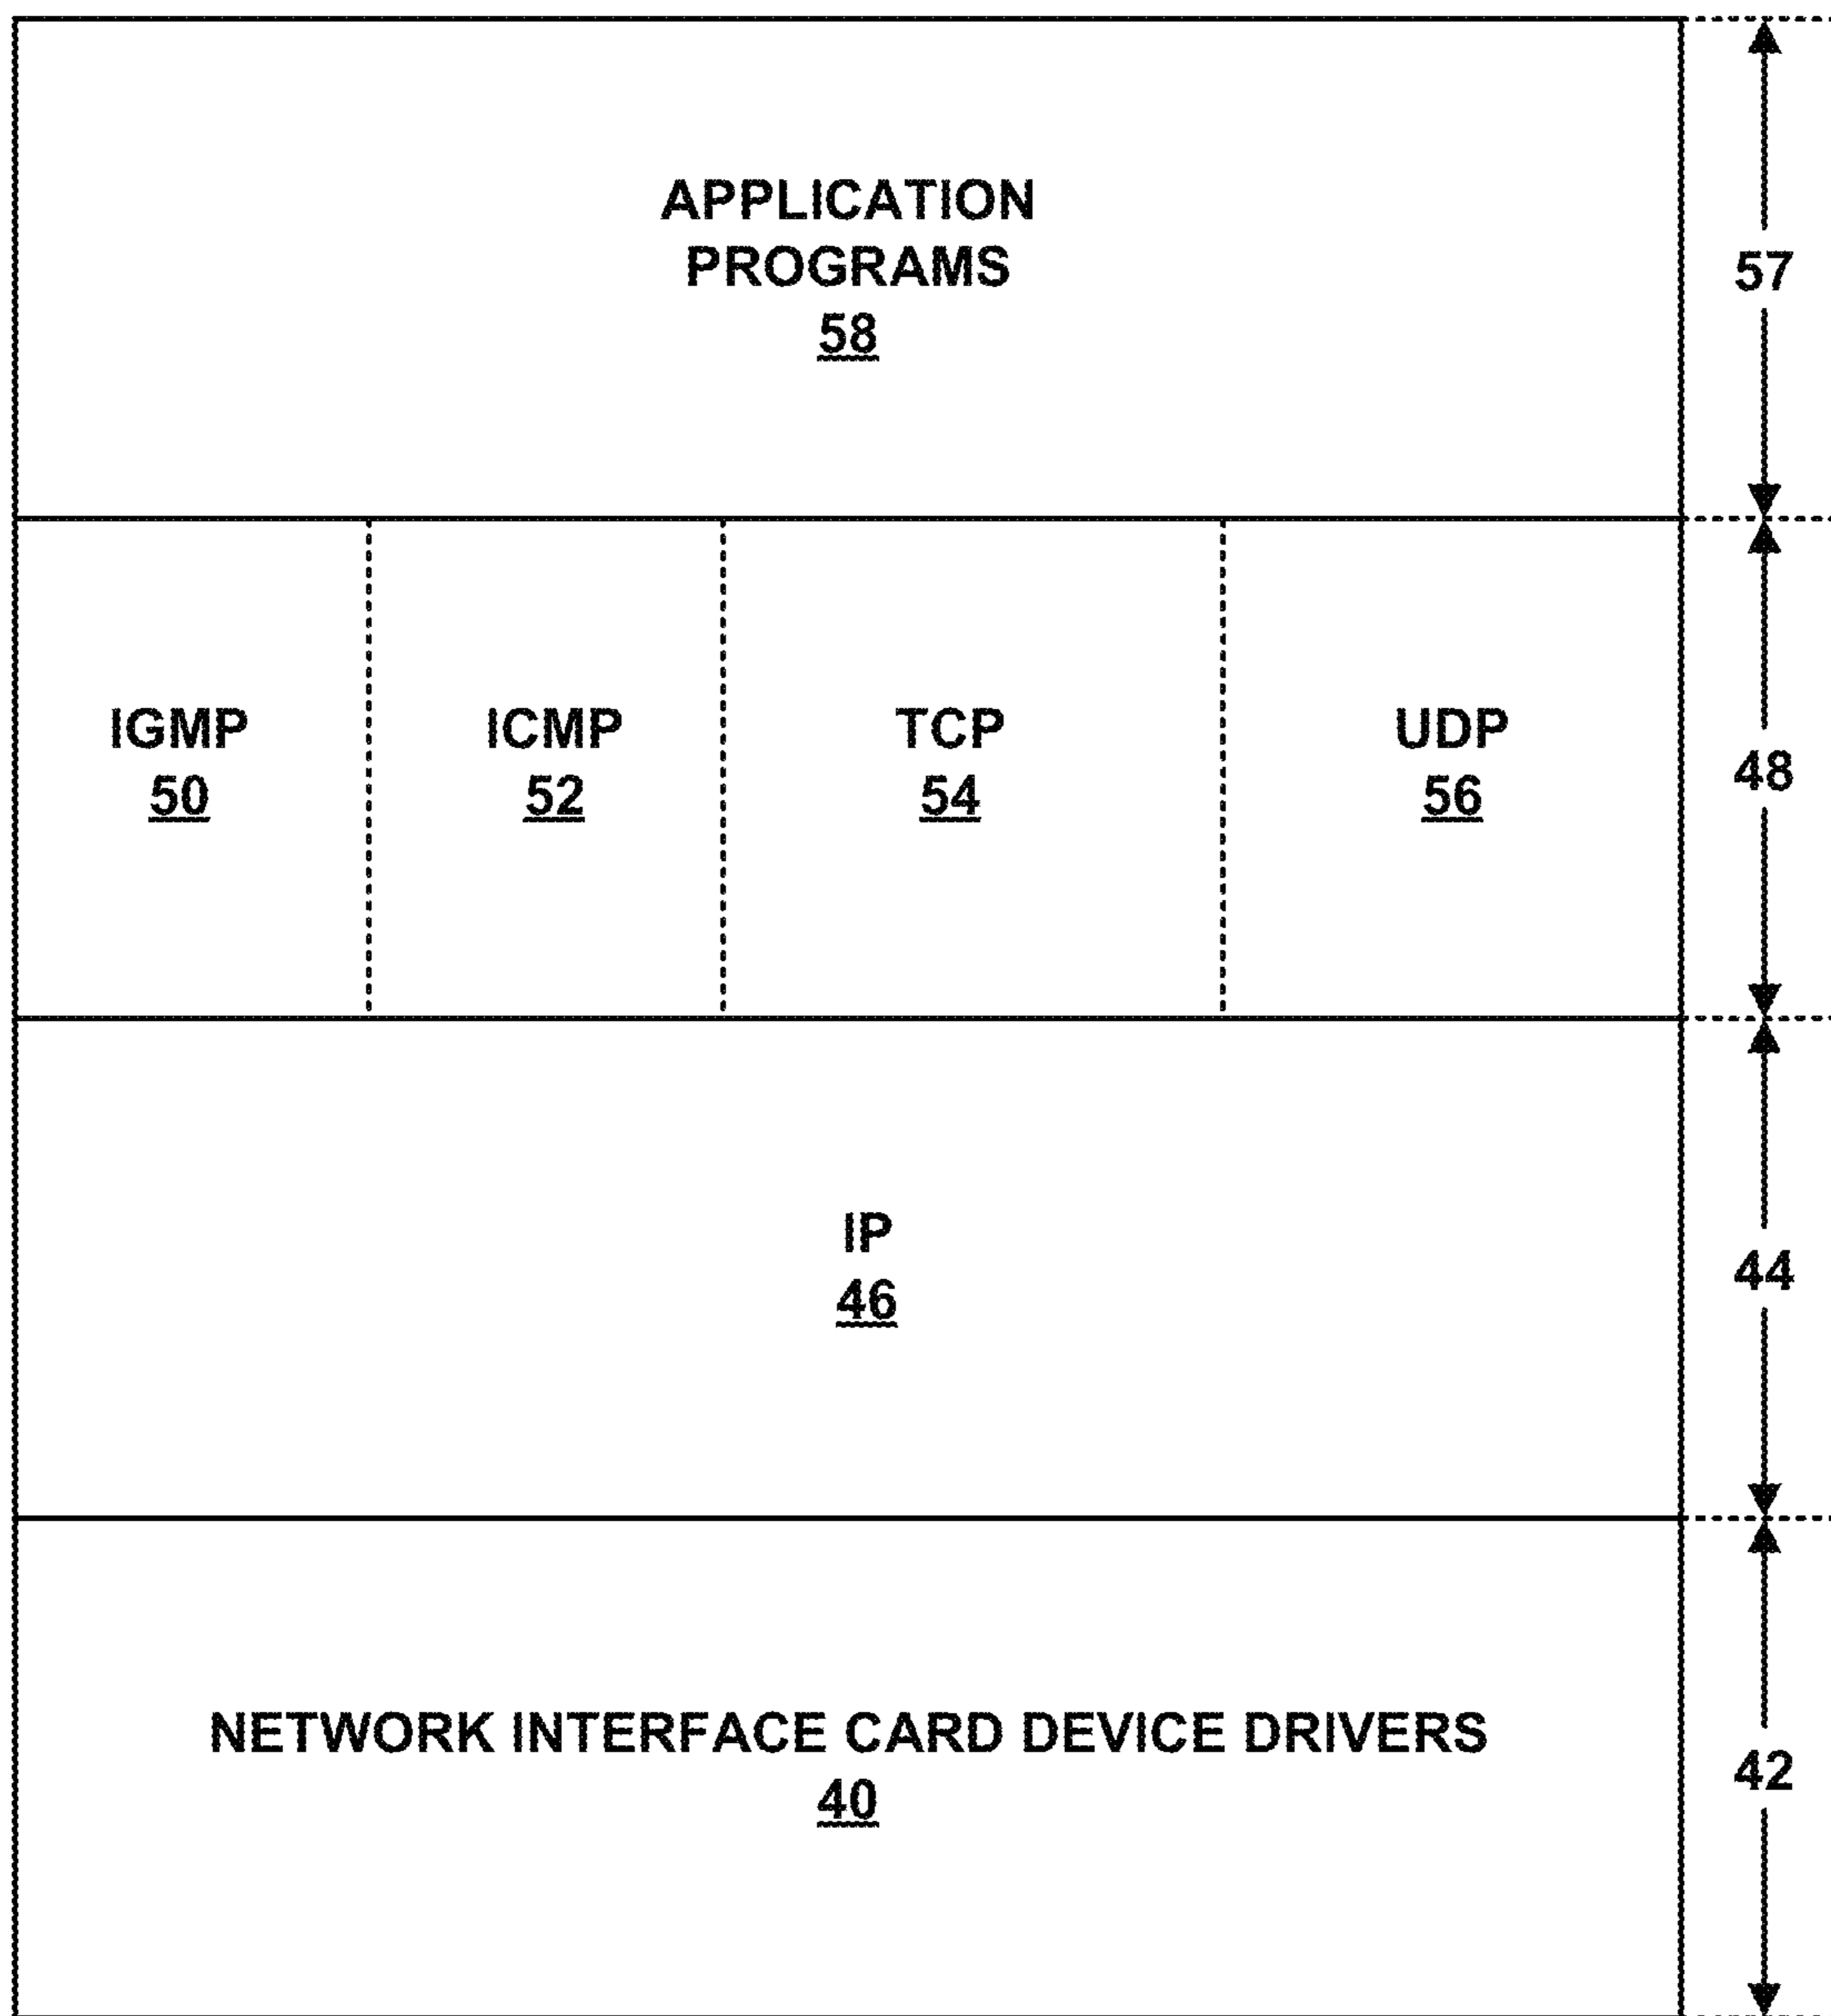 APPLICATION
PROGRAMS
58
57
IGMP
50
ICMP
52
TCP
54
UDP
56
48
IP
46
44
NETWORK INTERFACE CARD DEVICE DRIVERS
40
42